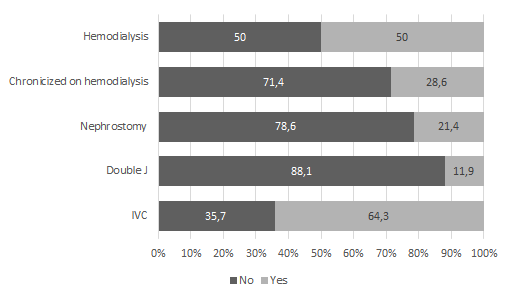 Hemodialysis
50
50
Chronicized on hemodialysis
71,4
28,6
Nephrostomy
78,6
21,4
Double J
88,1
11,9
IVC
35,7
64,3
0% 10% 20% 30% 40% 50% 60% 70% 80% 90% 100%
No Yes